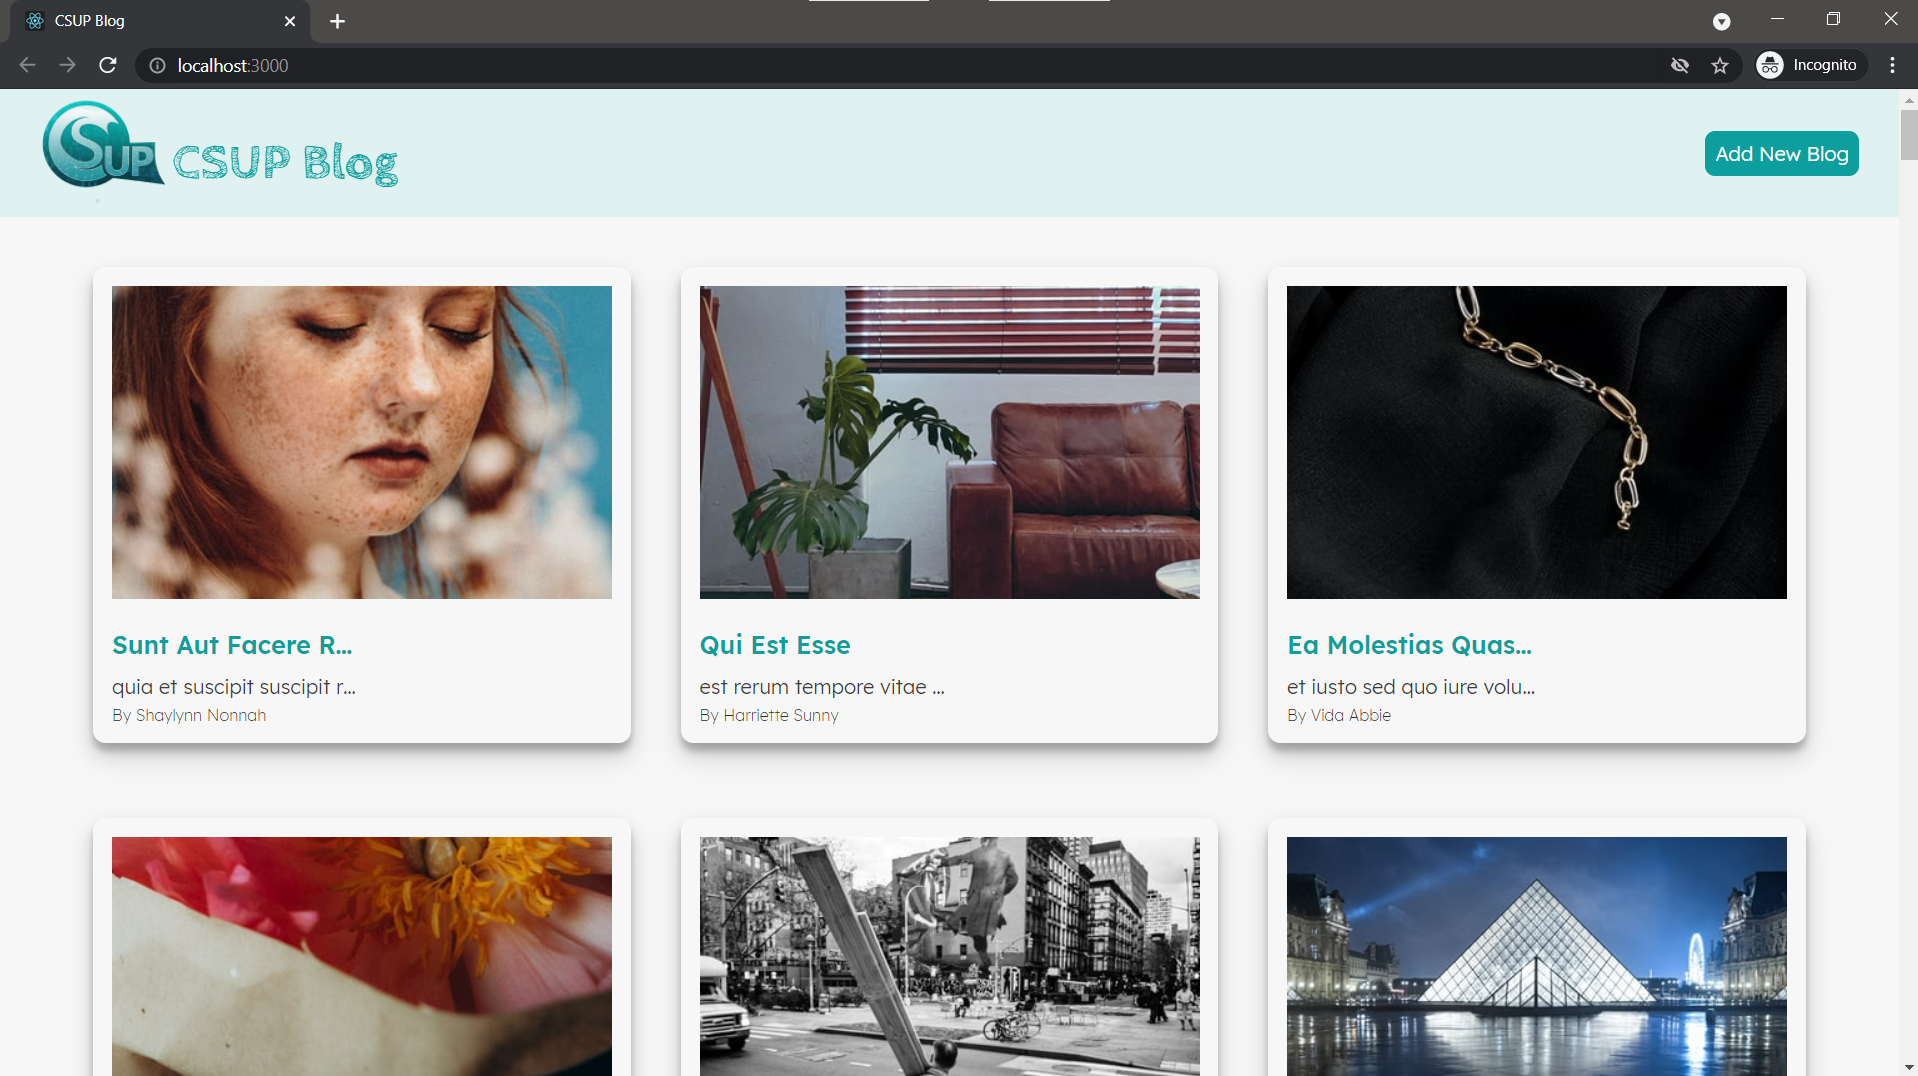 CSUP Blog
localhost:3000
Incognito
SUP
CSUP Blog
Add New Blog
Sunt Aut Facere R...
quia et suscipit suscipit r...
By Shaylynn Nonnah
Qui Est Esse
est rerum tempore vitae ...
By Harriette Sunny
Ea Molestias Quas...
et iusto sed quo iure volu...
By Vida Abbie